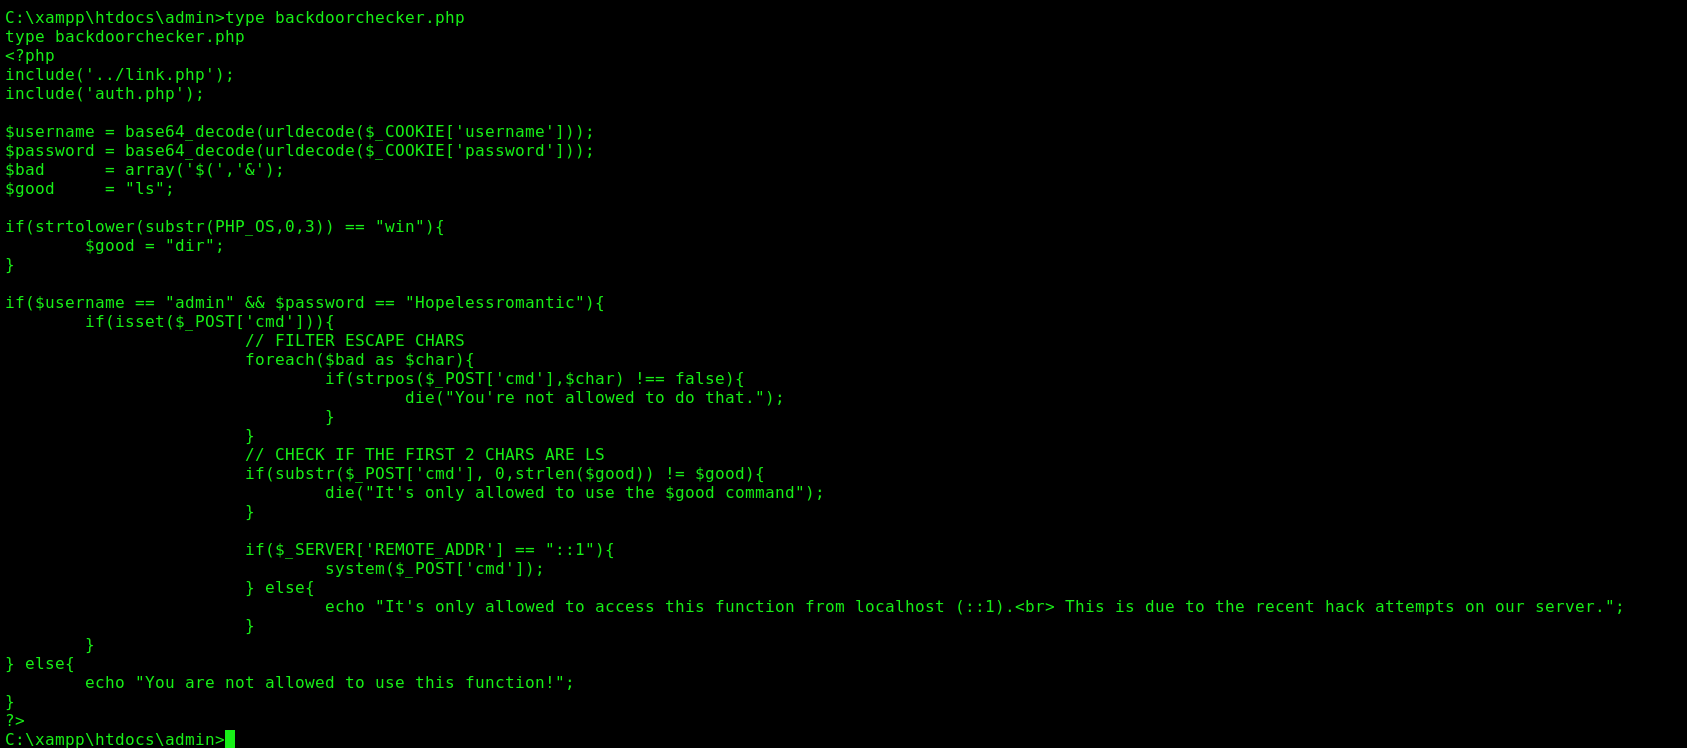 C:\xampp\htdocs\admin>type backdoorchecker.php
type backdoorchecker.php
<?php
include('../link.php');
include('auth.php');

$username = base64_decode(urldecode($_COOKIE['username']));
$password = base64_decode(urldecode($_COOKIE['password']));
$bad      = array('$(','&');
$good     = "ls";

if(strtolower(substr(PHP_OS,0,3)) == "win"){
        $good = "dir";
}

if($username == "admin" && $password == "Hopelessromantic"){
        if(isset($_POST['cmd'])){
                        // FILTER ESCAPE CHARS
                        foreach($bad as $char){
                                if(strpos($_POST['cmd'],$char) !== false){
                                        die("You're not allowed to do that.");
                                }
                        }
                        // CHECK IF THE FIRST 2 CHARS ARE LS
                        if(substr($_POST['cmd'], 0,strlen($good)) != $good){
                                die("It's only allowed to use the $good command");
                        }

                        if($_SERVER['REMOTE_ADDR'] == "::1"){
                                system($_POST['cmd']);
                        } else{
                                echo "It's only allowed to access this function from localhost (::1).<br> This is due to the recent hack attempts on our server.";
                        }
        }
} else{
        echo "You are not allowed to use this function!";
}
?>
C:\xampp\htdocs\admin>